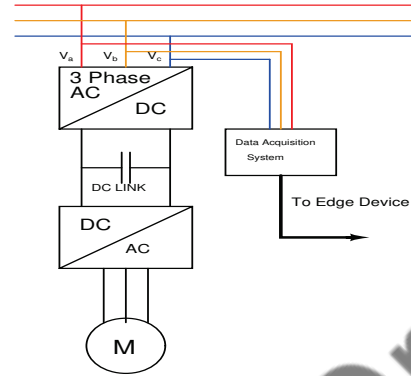 Va Vb Vc
3 Phase
AC
DC
Data Acquisition
System
DC LINK
To Edge Device
DC
AC
M